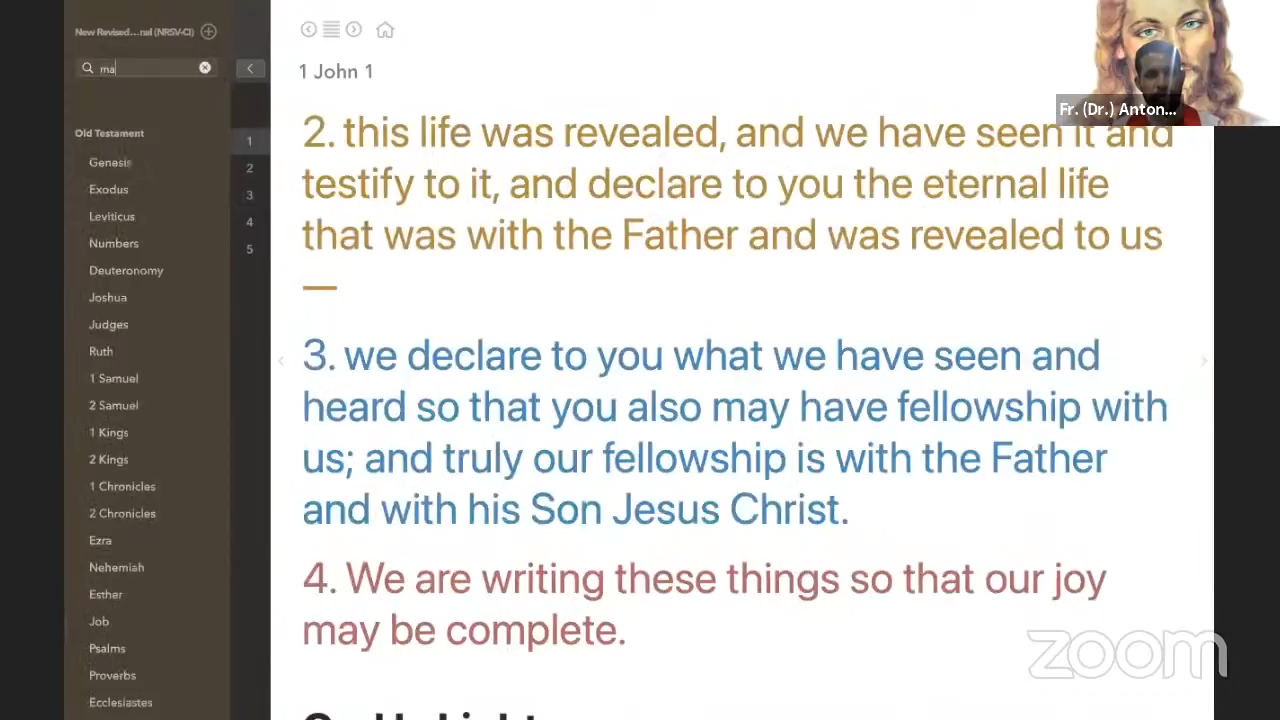 New Revised...nal (NRSV-CI)
ma
Old Testament
Genesis
Exodus
Leviticus
Numbers
Deuteronomy
Joshua
Judges
Ruth
1 Samuel
2 Samuel
1 Kings
2 Kings
1 Chronicles
2 Chronicles
Ezra
Nehemiah
Esther
Job
Psalms
Proverbs
Ecclesiastes
1
2
3
4
5
1 John 1
2. this life was revealed, and we have seen it and
testify to it, and declare to you the eternal life
that was with the Father and was revealed to us
—
3. we declare to you what we have seen and
heard so that you also may have fellowship with
us; and truly our fellowship is with the Father
and with his Son Jesus Christ.
4. We are writing these things so that our joy
may be complete.
Fr. (Dr.) Anton...
zoom